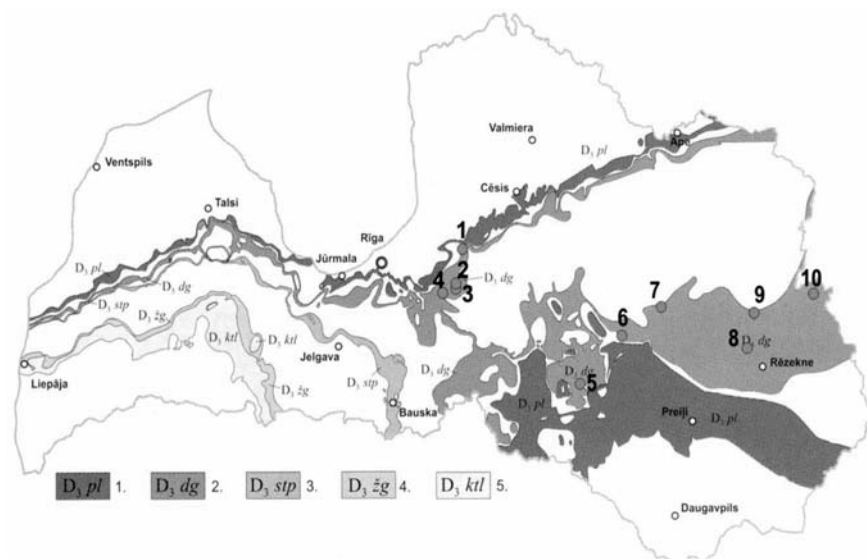 Valmiera
D₃ pl
Ape
Ventspils
Cēsis
Talsi
Rīga
1
Jūrmala
2
D₃ dg
4
3
10
D₃ pl
D₃ dg
D₃ stp
7
9
D₃ žg
6
8
D₃ dg
D₃ ktl
D₃ ktl
Jelgava
Rēzekne
Liepāja
D₃ žg
D₃ stp
D₃ dg
D₃ dg
5
Bauska
D₃ pl
Preiļi
D₃ pl
D₃ pl 1.
D₃ dg 2.
D₃ stp 3.
D₃ žg 4.
D₃ ktl 5.
Daugavpils